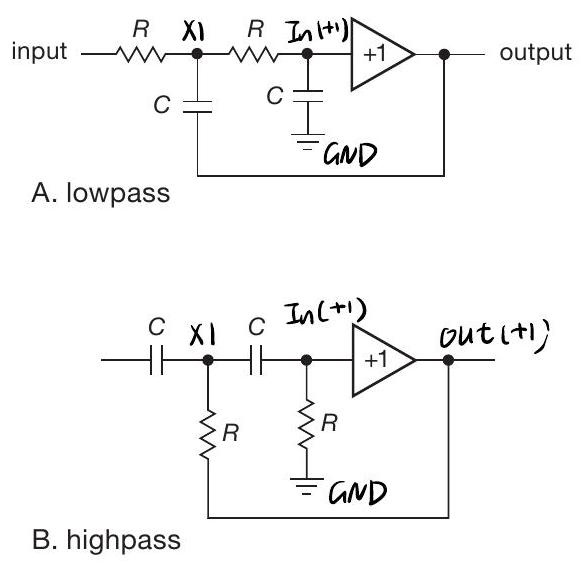 R X1 R In(+1)
input +1 output
C C
GND
A. lowpass
C X1 C In(+1) out(+1)
+1
R R
GND
B. highpass